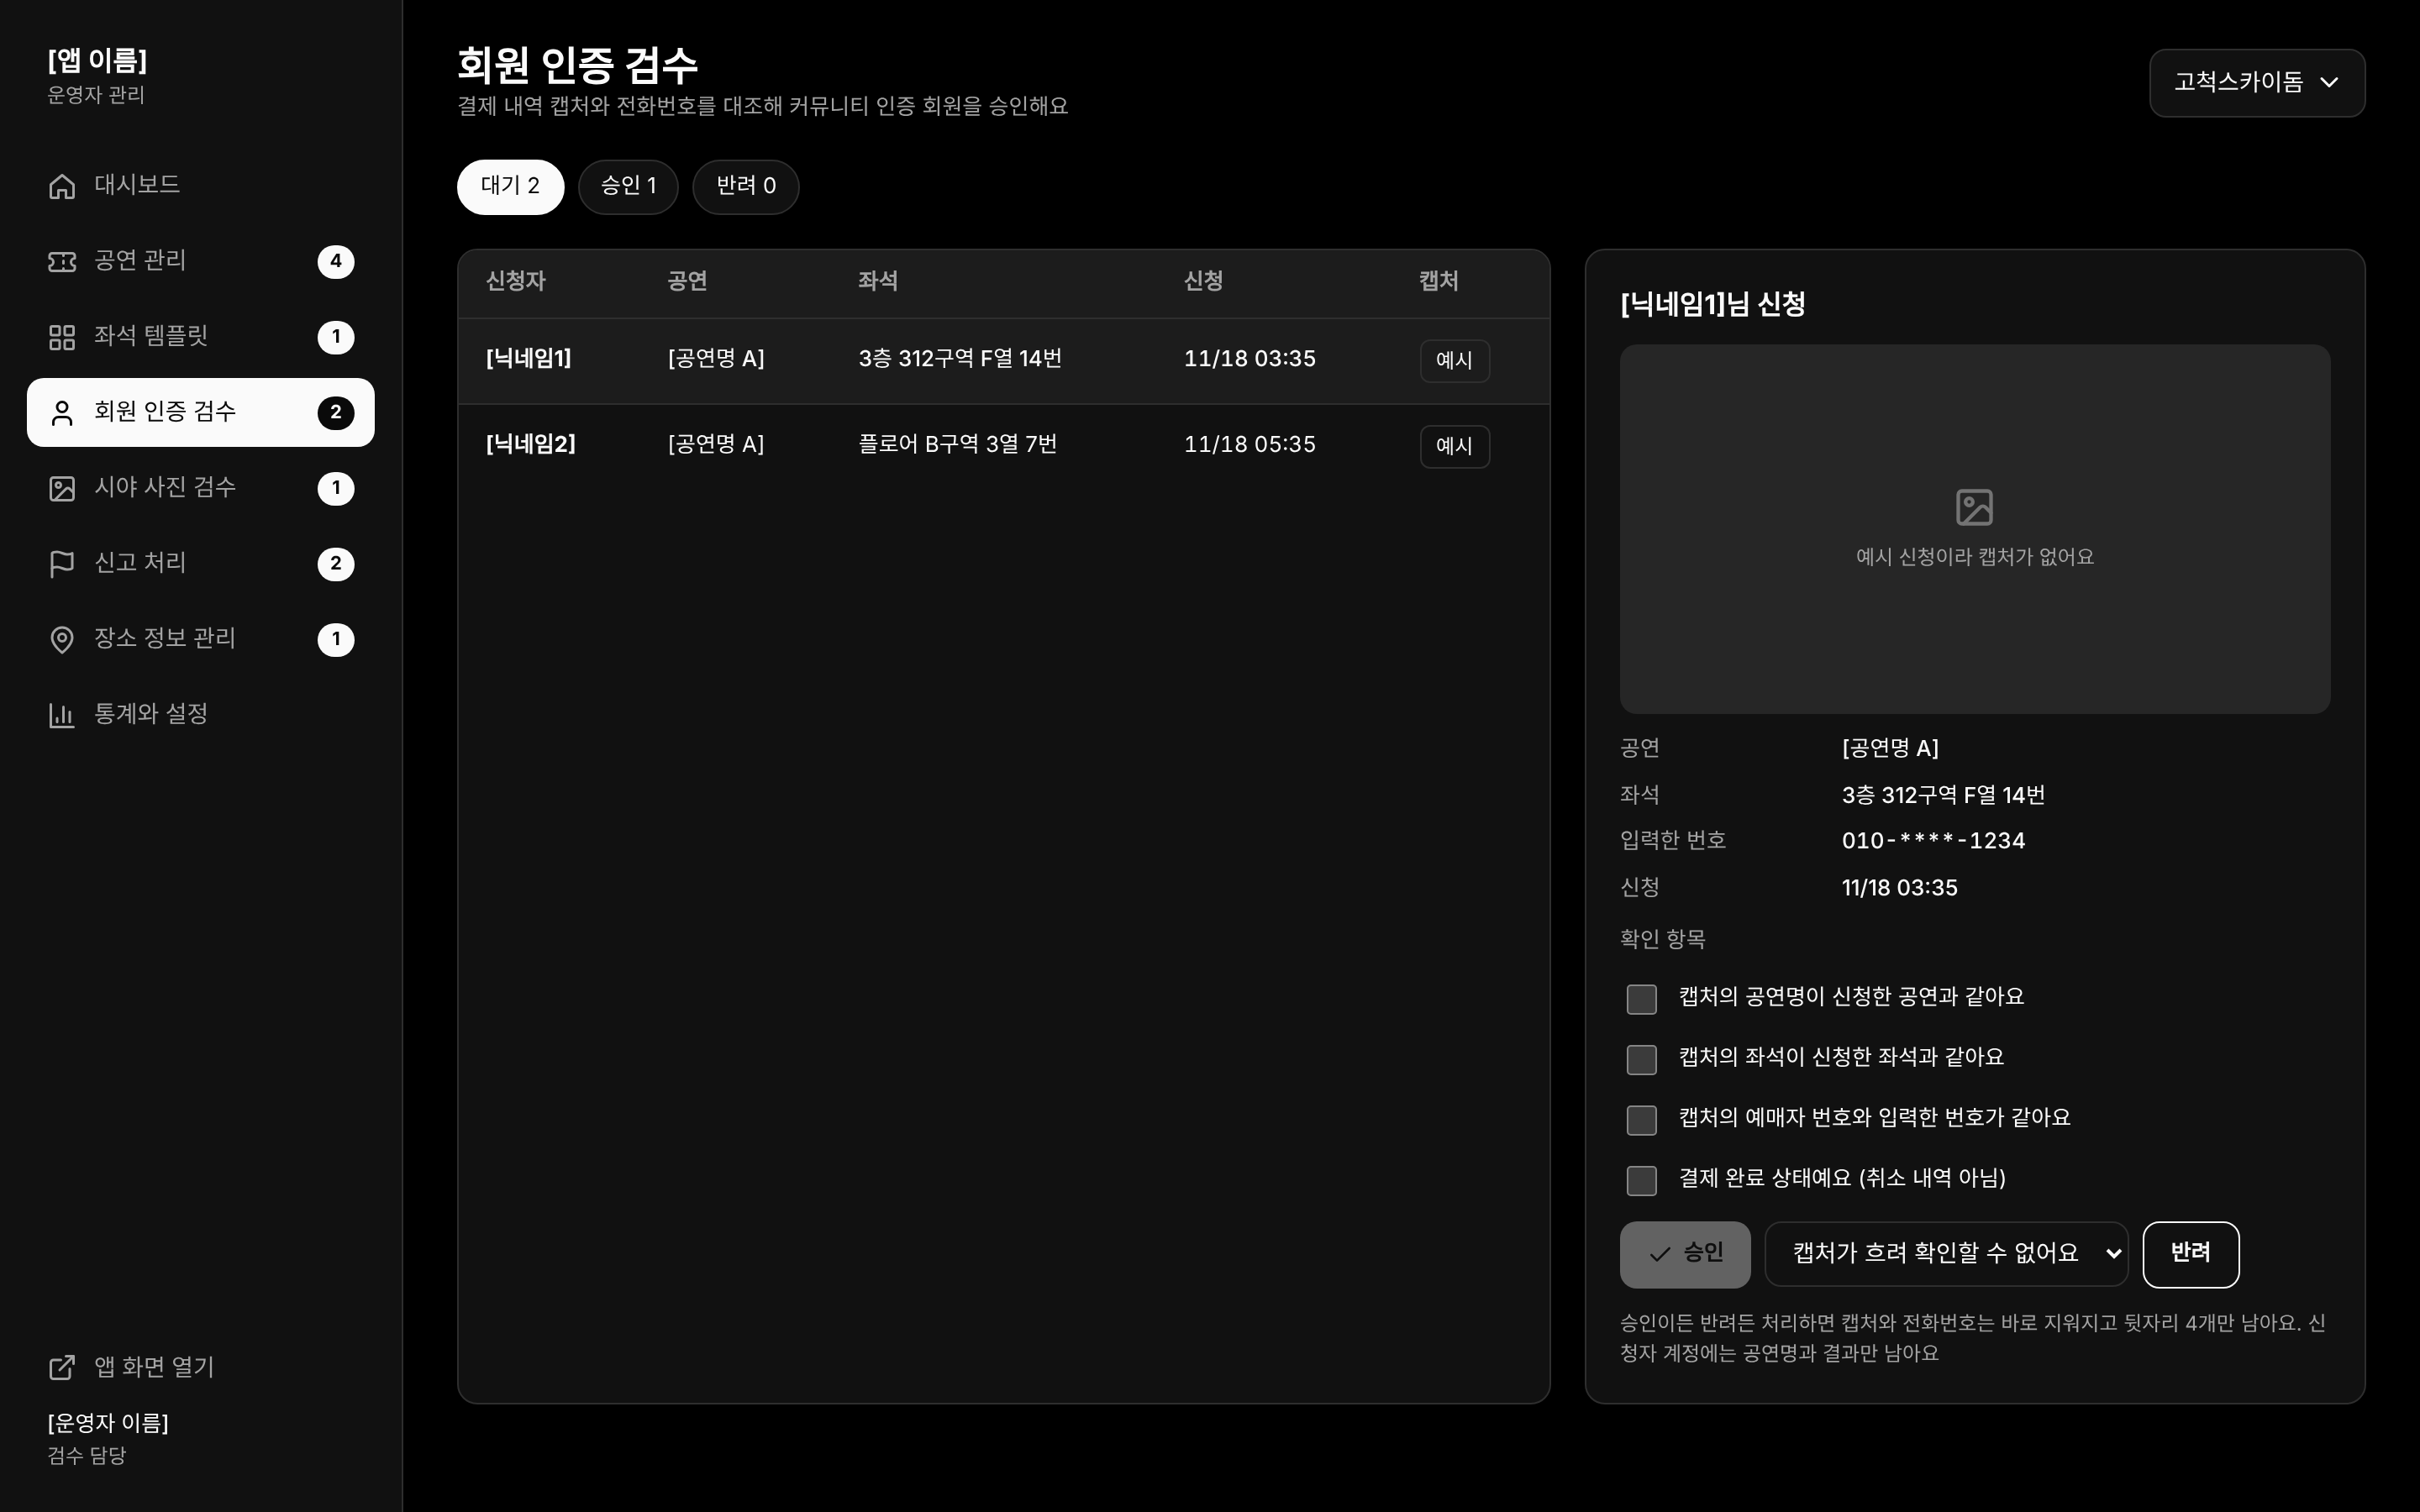 [앱 이름]
운영자 관리
대시보드
공연 관리 4
좌석 템플릿 1
회원 인증 검수 2
시야 사진 검수 1
신고 처리 2
장소 정보 관리 1
통계와 설정
앱 화면 열기
[운영자 이름]
검수 담당
회원 인증 검수
결제 내역 캡처와 전화번호를 대조해 커뮤니티 인증 회원을 승인해요
고척스카이돔
대기 2 승인 1 반려 0
신청자 공연 좌석 신청 캡처
[닉네임1] [공연명 A] 3층 312구역 F열 14번 11/18 03:35 예시
[닉네임2] [공연명 A] 플로어 B구역 3열 7번 11/18 05:35 예시
[닉네임1]님 신청
예시 신청이라 캡처가 없어요
공연 [공연명 A]
좌석 3층 312구역 F열 14번
입력한 번호 010-****-1234
신청 11/18 03:35
확인 항목
캡처의 공연명이 신청한 공연과 같아요
캡처의 좌석이 신청한 좌석과 같아요
캡처의 예매자 번호와 입력한 번호가 같아요
결제 완료 상태예요 (취소 내역 아님)
승인 캡처가 흐려 확인할 수 없어요 반려
승인이든 반려든 처리하면 캡처와 전화번호는 바로 지워지고 뒷자리 4개만 남아요. 신
청자 계정에는 공연명과 결과만 남아요